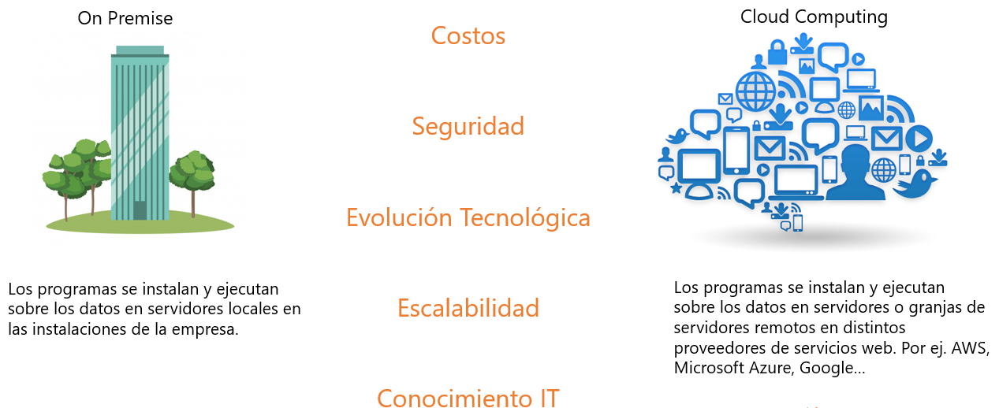 On Premise
Los programas se instalan y ejecutan
sobre los datos en servidores locales en
las instalaciones de la empresa.
Costos
Seguridad
Evolución Tecnológica
Escalabilidad
Conocimiento IT
Cloud Computing
Los programas se instalan y ejecutan
sobre los datos en servidores o granjas de
servidores remotos en distintos
proveedores de servicios web. Por ej. AWS,
Microsoft Azure, Google...